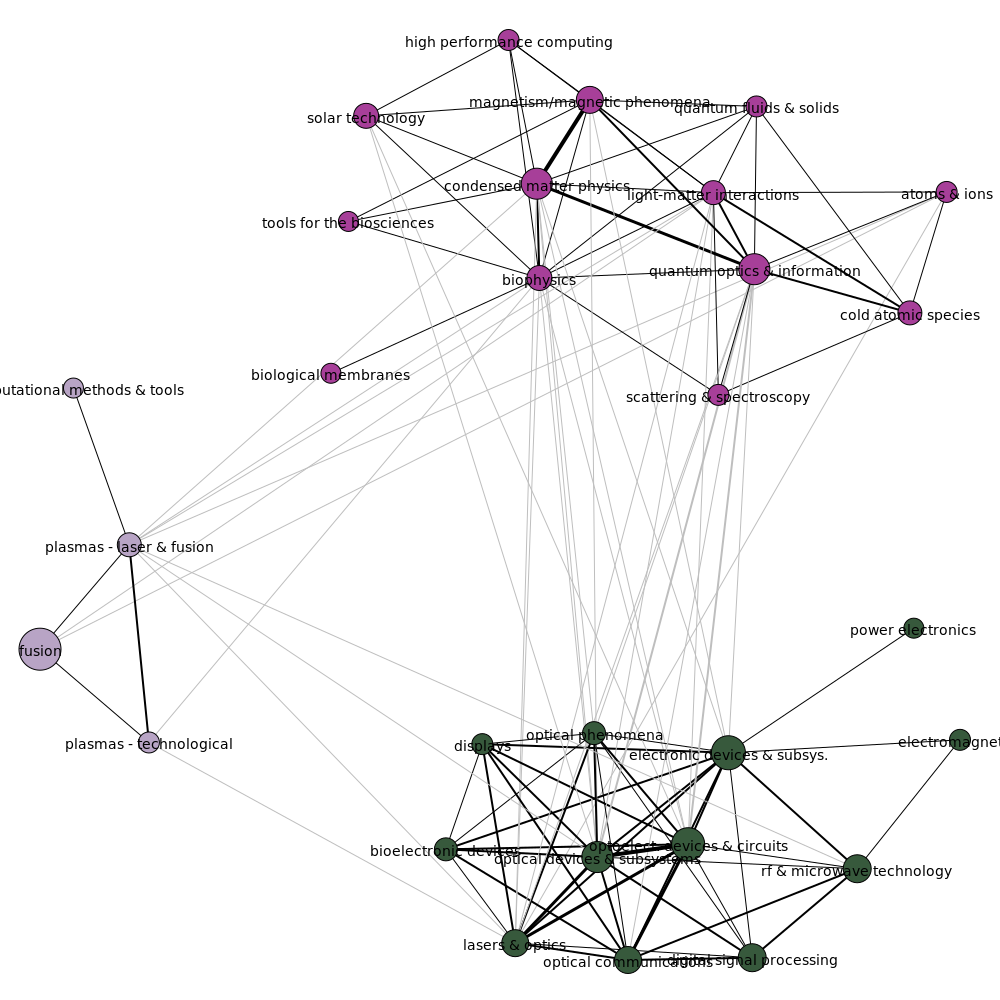 high performance computing
magnetism/magnetic phenomena
quantum fluids & solids
solar technology
condensed matter physics
light-matter interactions
atoms & ions
tools for the biosciences
quantum optics & information
biophysics
cold atomic species
biological membranes
putational methods & tools
scattering & spectroscopy
plasmas - laser & fusion
power electronics
fusion
optical phenomena
plasmas - technological
displays
electromagnet
electronic devices & subsys.
optoelect. devices & circuits
bioelectronic devices
optical devices & subsystems
rf & microwave technology
lasers & optics
optical communications
digital signal processing